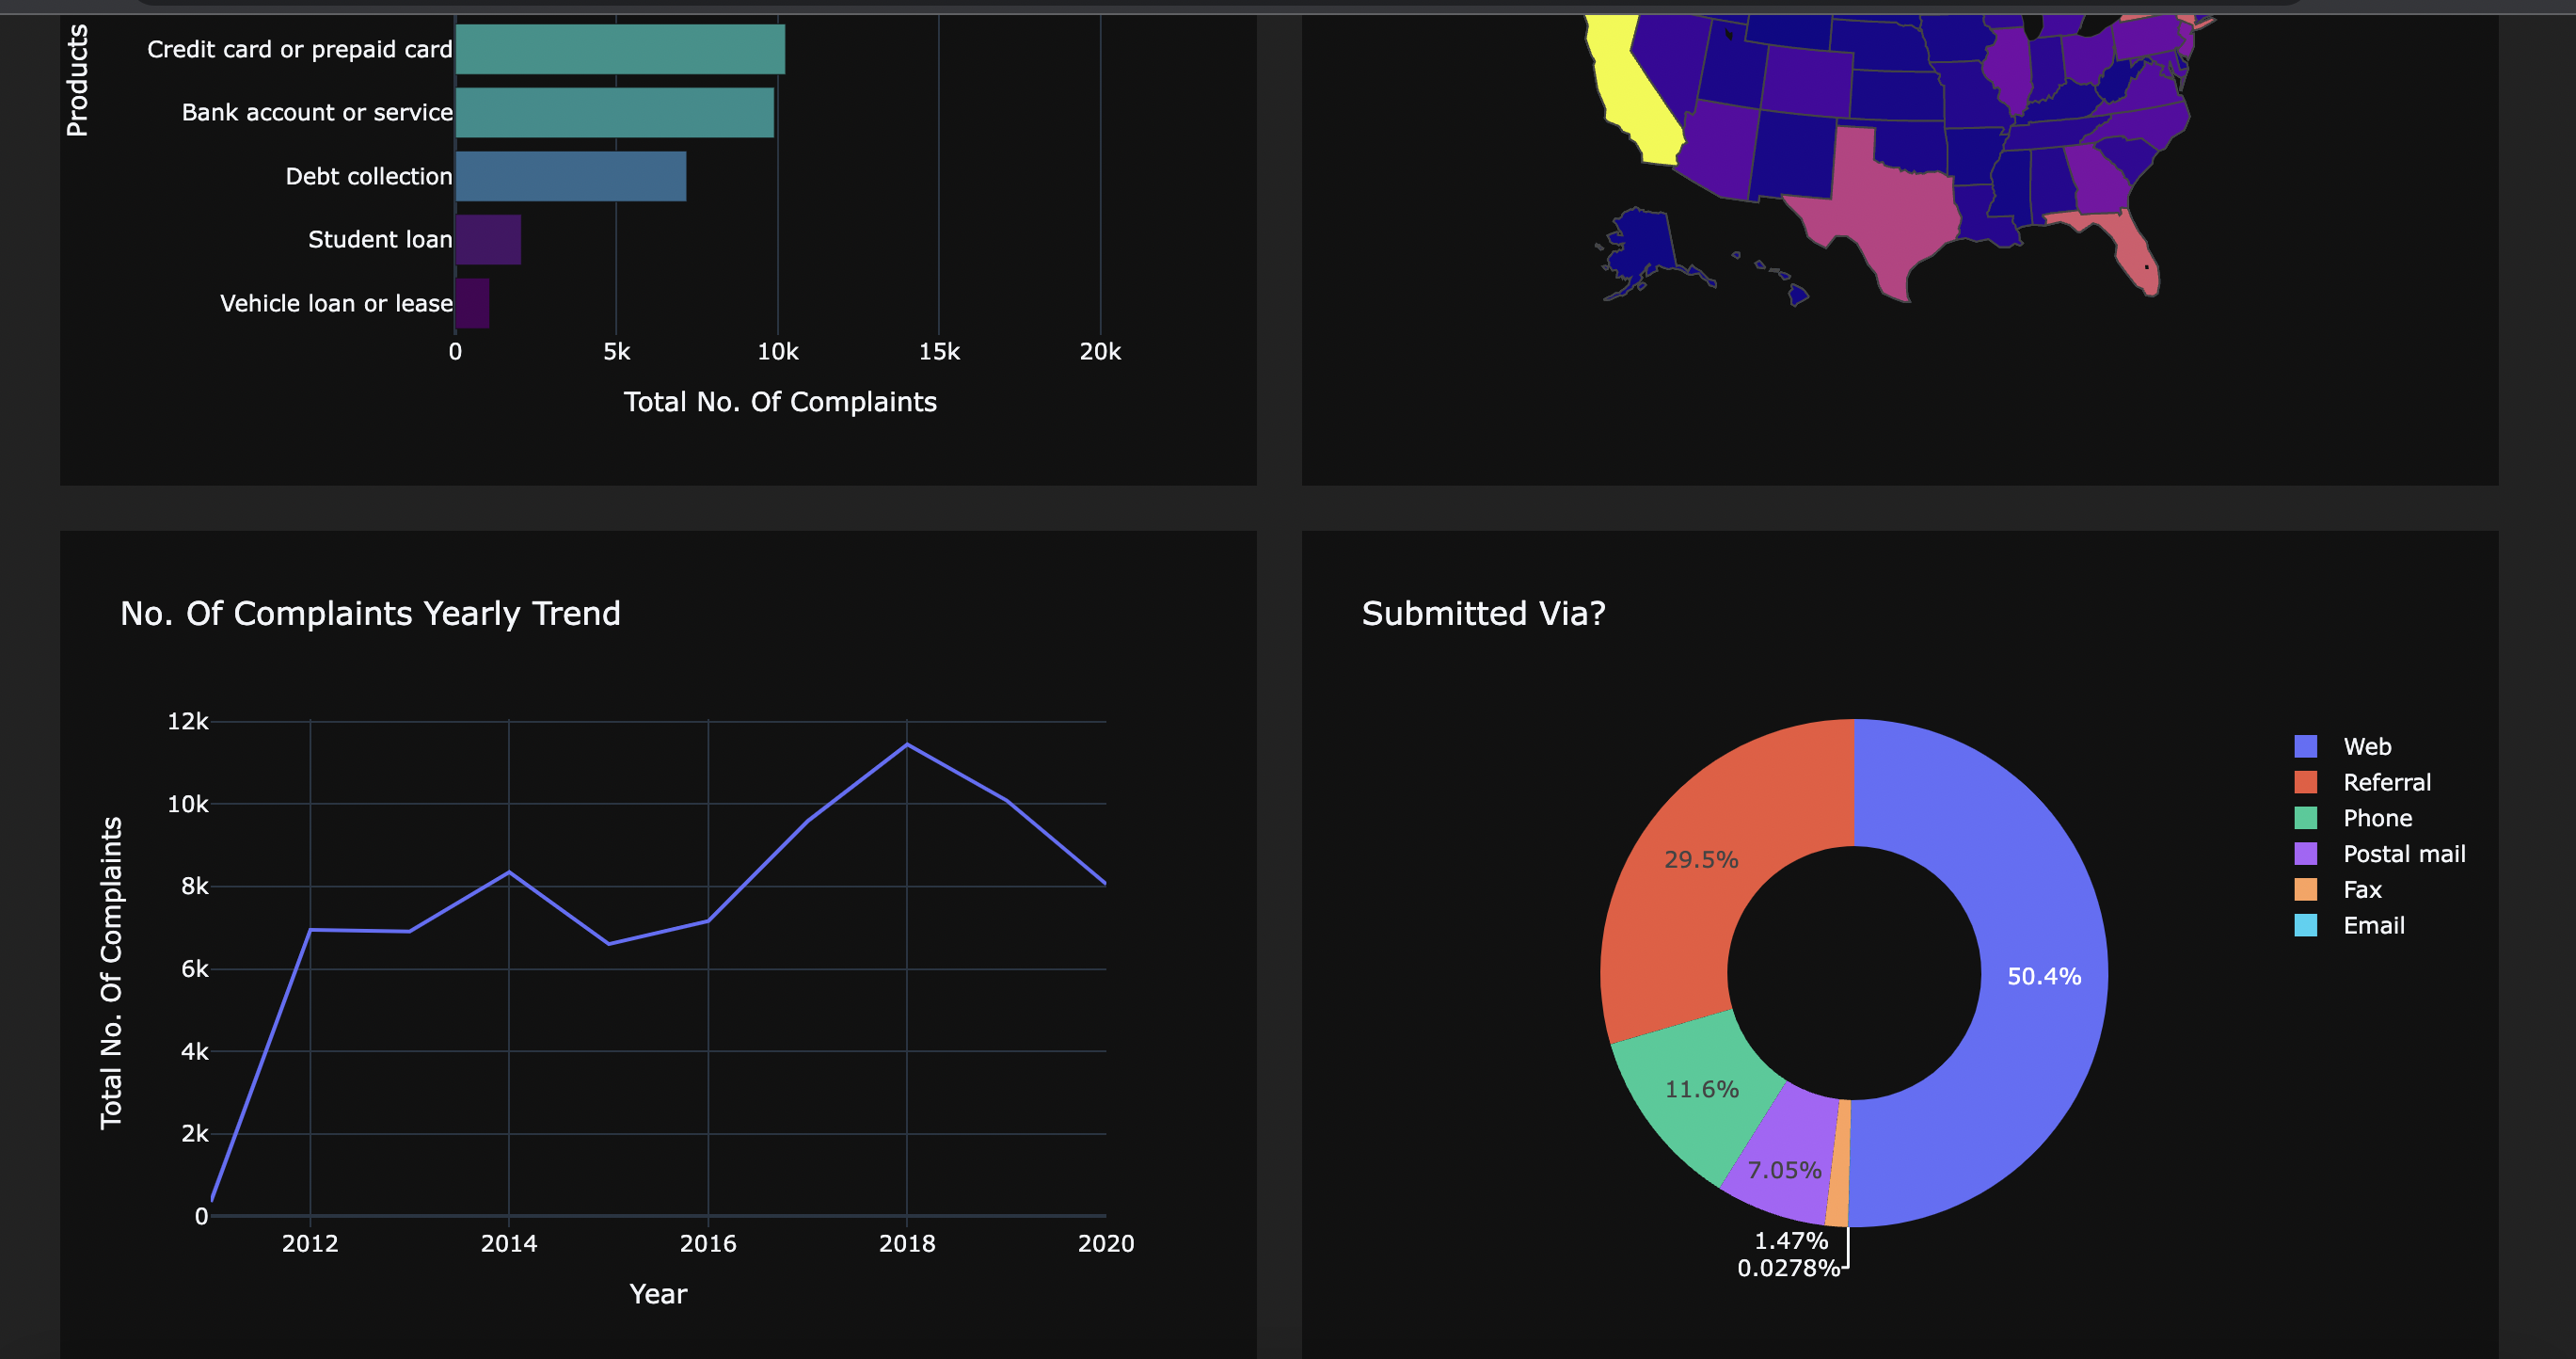 Products
Credit card or prepaid card
Bank account or service
Debt collection
Student loan
Vehicle loan or lease
0 5k 10k 15k 20k
Total No. Of Complaints
No. Of Complaints Yearly Trend
12k
10k
8k
6k
4k
2k
0
Total No. Of Complaints
2012 2014 2016 2018 2020
Year
Submitted Via?
Web
Referral
Phone
Postal mail
Fax
Email
29.5%
50.4%
11.6%
7.05%
1.47%
0.0278%